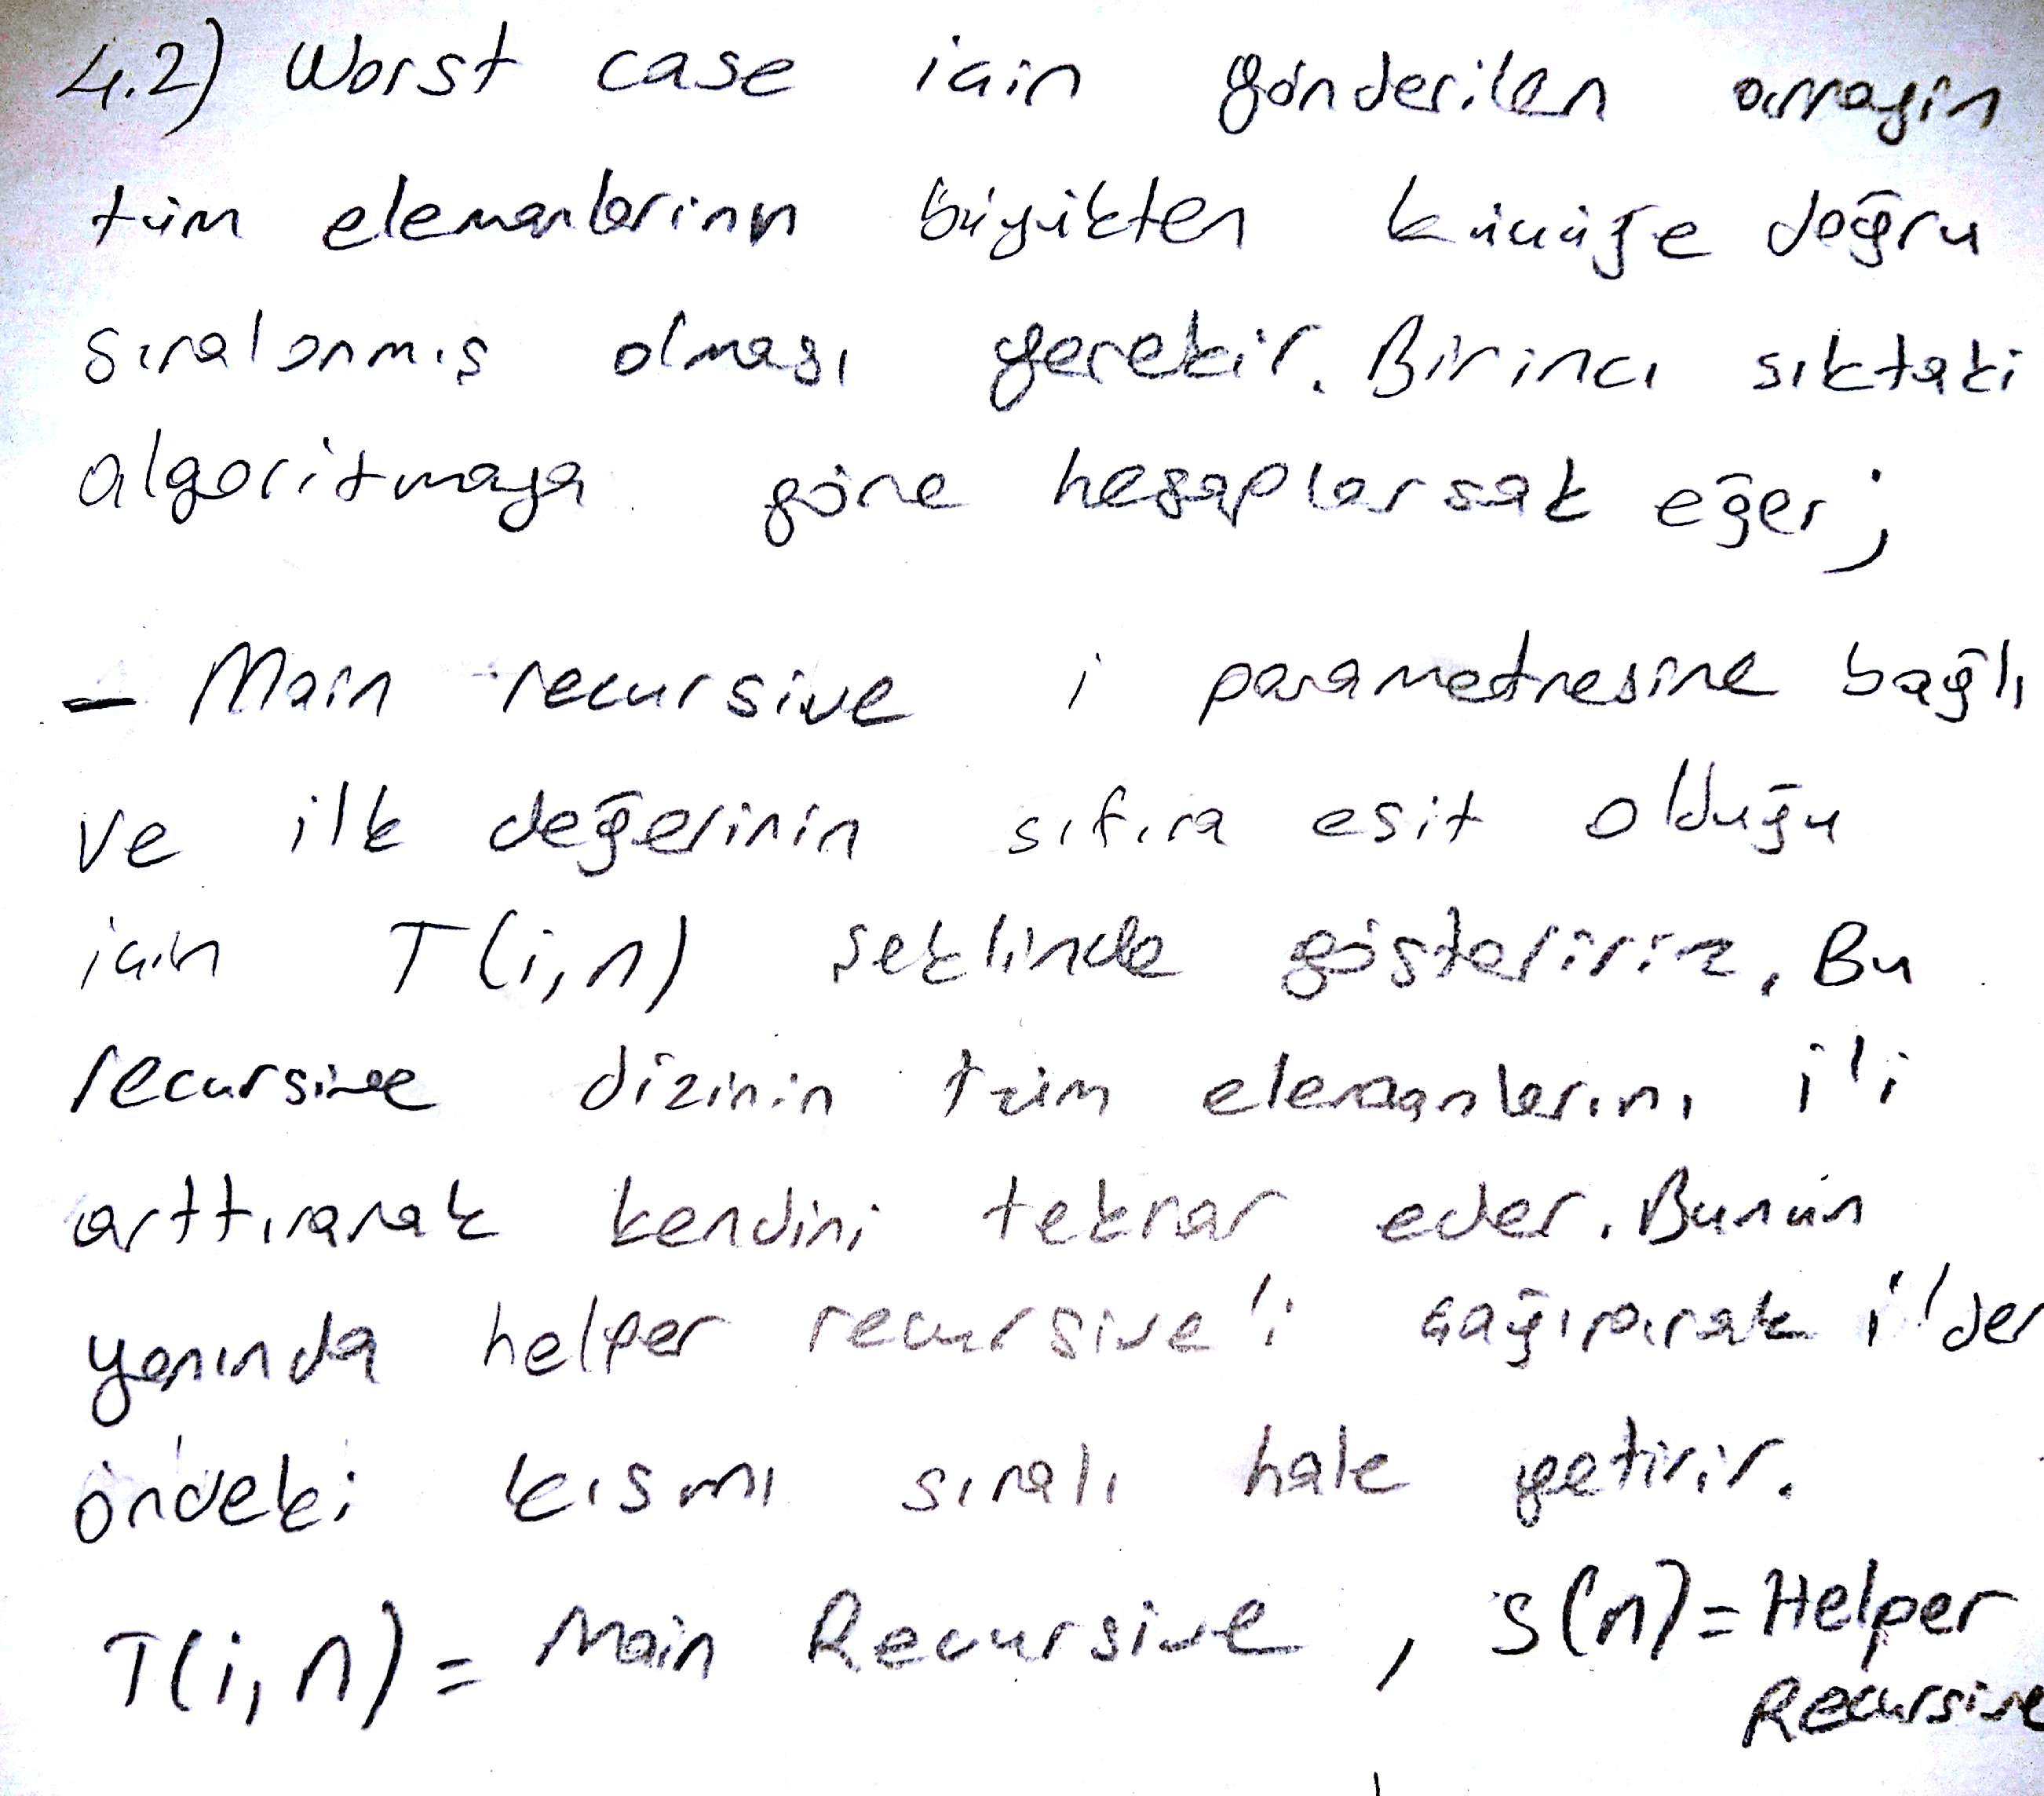 4.2) Worst case için gönderilen arrayin
tüm elemanlarının büyükten küçüğe doğru
sıralanmış olması gerekir. Birinci sıktaki
algoritmaya göre hesaplarsak eğer;
- Main recursive i parametresine bağlı
ve ilk değerinin sıfıra esit olduğu
için T(i,n) şeklinde gösteririz. Bu
recursive dizinin tüm elemanlarını i'i
arttırarak kendini tekrar eder. Bunun
yanında helper recursive'i çağırarak i'den
öndeki kısmı sıralı hale getirir.
T(i,n) = Main Recursive , S(n) = Helper
Recursive